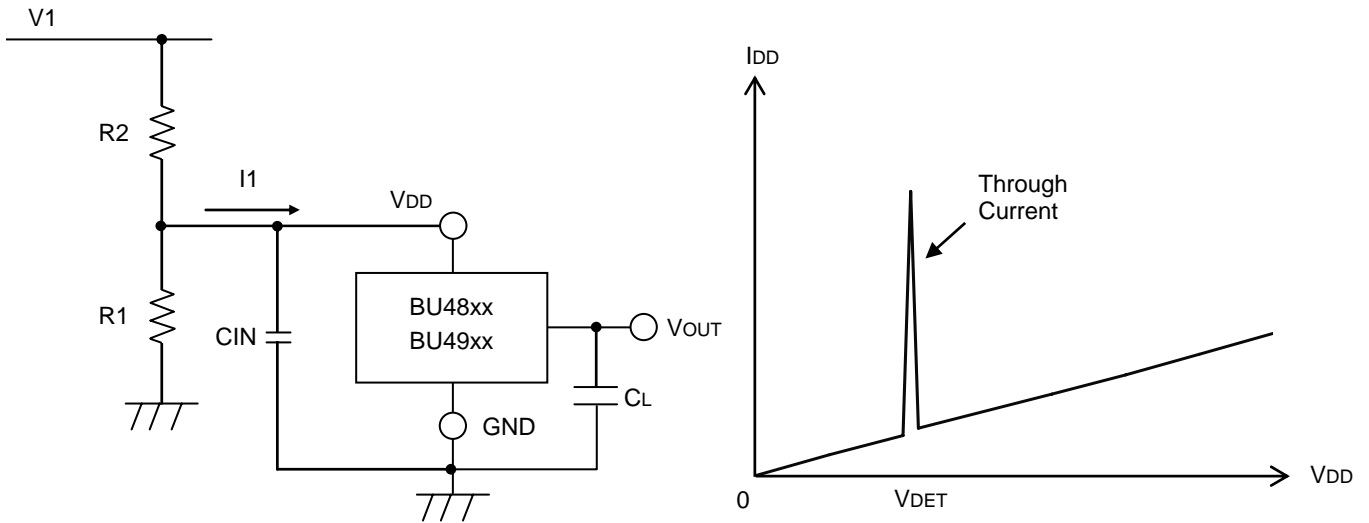 V1
R2
I1
VDD
R1
CIN
BU48xx
BU49xx
VOUT
CL
GND
IDD
Through
Current
0
VDET
VDD